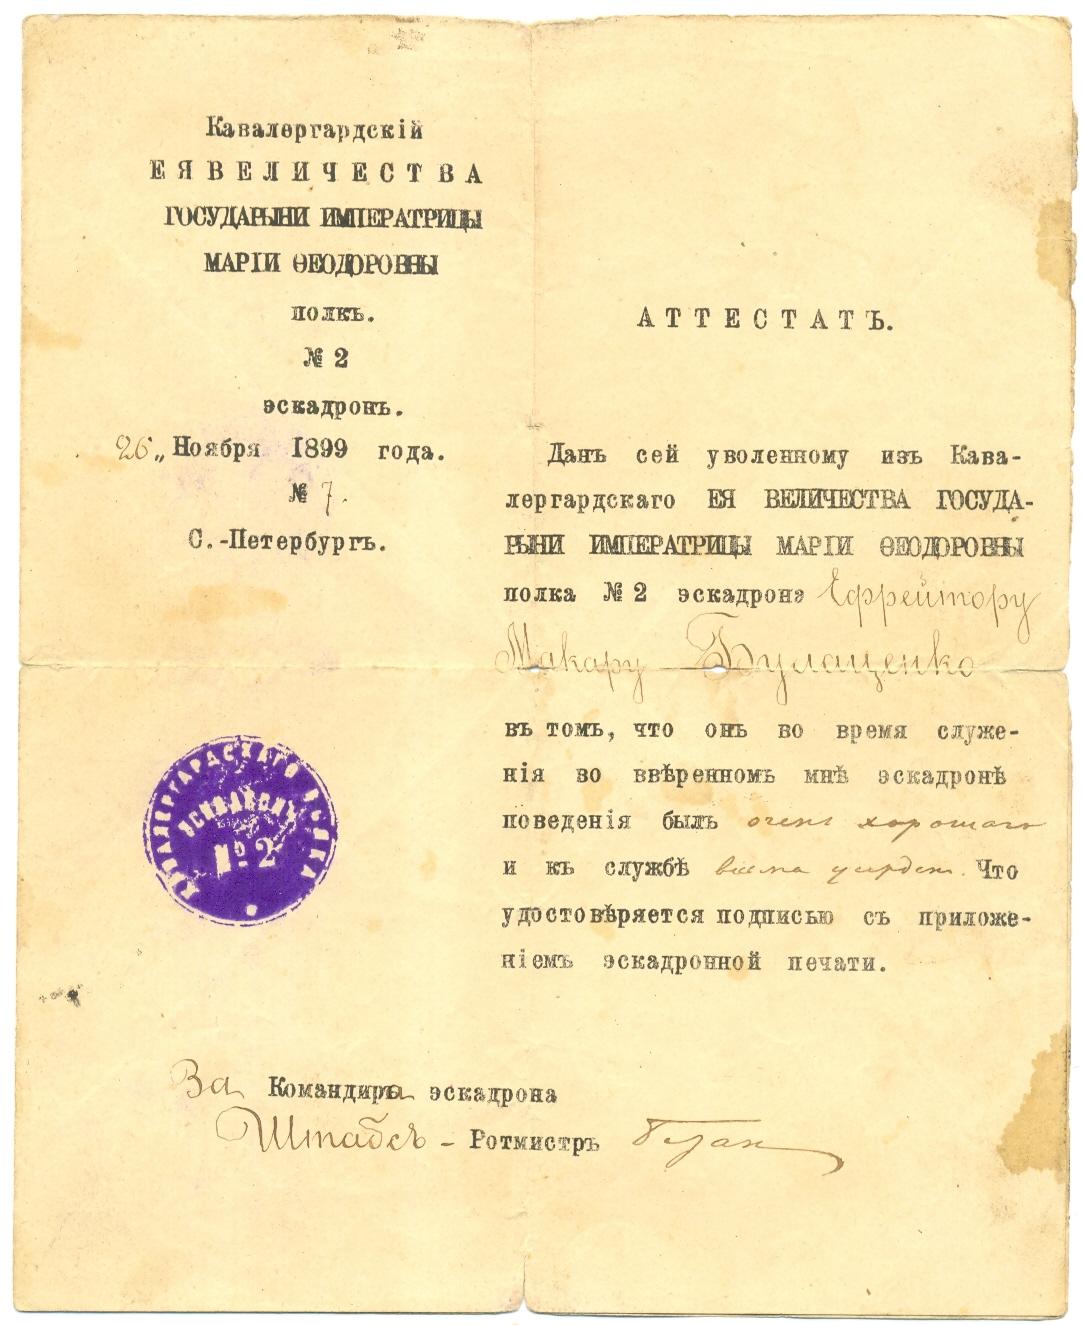 Кавалергардскій
ЕЯ ВЕЛИЧЕСТВА
ГОСУДАРЫНИ ИМПЕРАТРИЦЫ
МАРІИ ѲЕОДОРОВНЫ
полкъ.
№ 2
эскадронъ.
26 „ Ноября 1899 года.
№ 7.
С.-Петербургъ.
АТТЕСТАТЪ.
Данъ сей уволенному изъ Кава-
лергардскаго ЕЯ ВЕЛИЧЕСТВА ГОСУДА-
РЫНИ ИМПЕРАТРИЦЫ МАРІИ ѲЕОДОРОВНЫ
полка № 2 эскадрона Ефрейтору
Макару Булаценко
въ томъ, что онъ во время служе-
нія во ввѣренномъ мнѣ эскадронѣ
поведенія былъ очень хорошаго
и къ службѣ весьма усерденъ. Что
удостовѣряется подписью съ приложе-
ніемъ эскадронной печати.
КАВАЛЕРГАРДСКАГО ПОЛКА
№ 2
За Командира эскадрона
Штабсъ - Ротмистръ